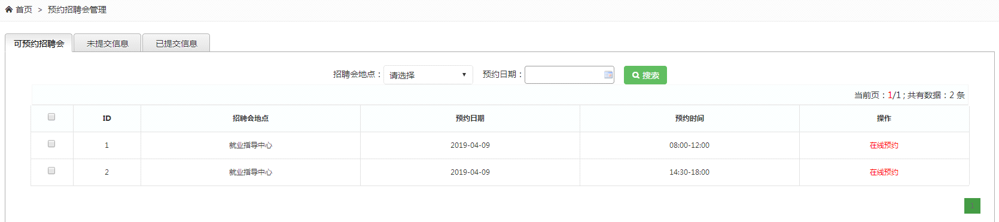 首页 > 预约招聘会管理
可预约招聘会 未提交信息 已提交信息
招聘会地点： 请选择 预约日期： 搜索
当前页：1/1 ; 共有数据：2 条
ID 招聘会地点 预约日期 预约时间 操作
1 就业指导中心 2019-04-09 08:00-12:00 在线预约
2 就业指导中心 2019-04-09 14:30-18:00 在线预约
1